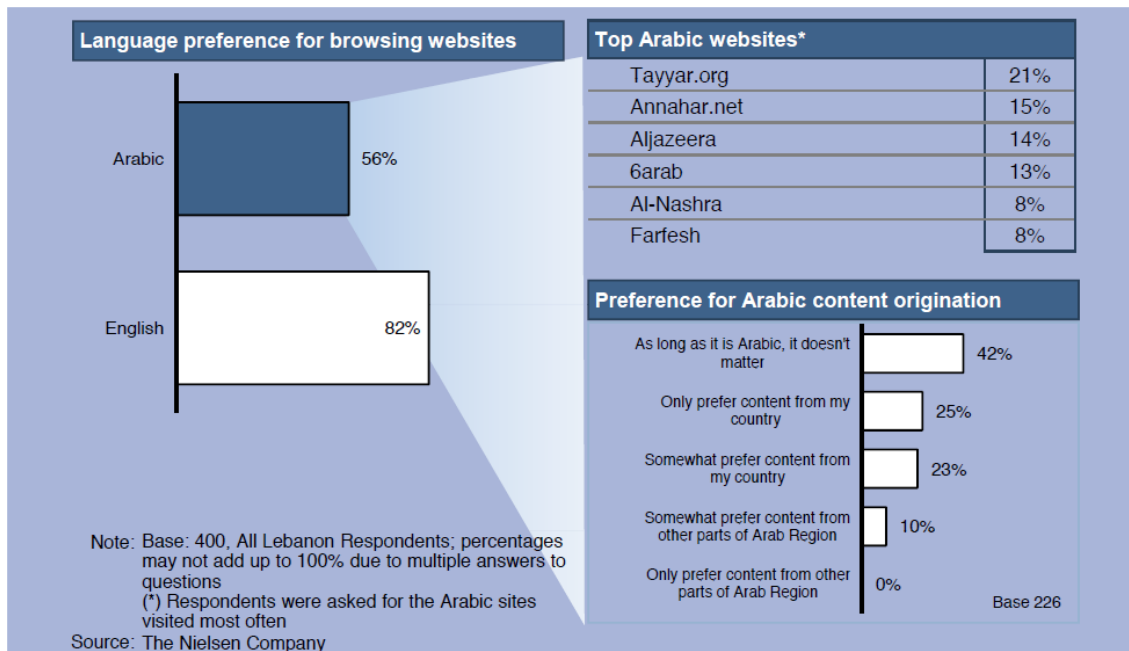 Language preference for browsing websites
Arabic
56%
English
82%
Note: Base: 400, All Lebanon Respondents; percentages
may not add up to 100% due to multiple answers to
questions
(*) Respondents were asked for the Arabic sites
visited most often
Source: The Nielsen Company
Top Arabic websites*
Tayyar.org 21%
Annahar.net 15%
Aljazeera 14%
6arab 13%
Al-Nashra 8%
Farfesh 8%
Preference for Arabic content origination
As long as it is Arabic, it doesn't
matter
42%
Only prefer content from my
country
25%
Somewhat prefer content from
my country
23%
Somewhat prefer content from
other parts of Arab Region
10%
Only prefer content from other
parts of Arab Region
0%
Base 226